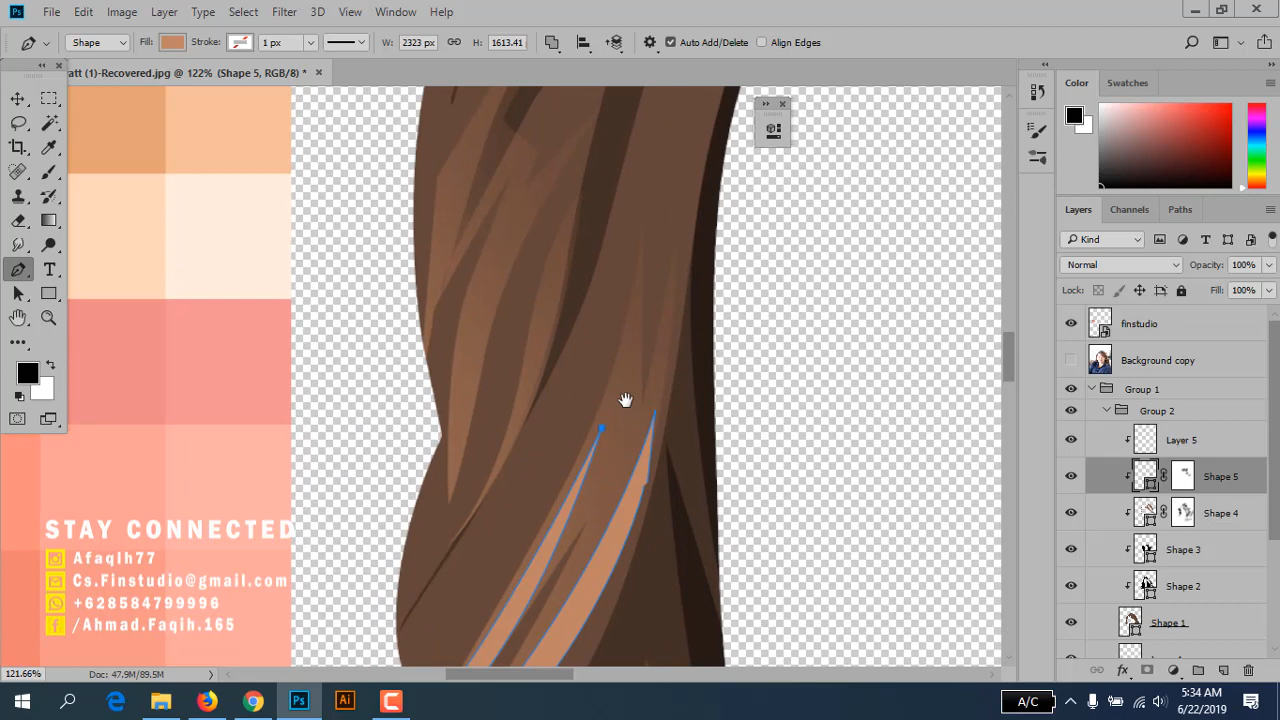 Ps File Edit Image Layer Type Select Filter 3D View Window Help
Shape Fill: Stroke: 1 px W: 2323 px H: 1613.41 Auto Add/Delete Align Edges
att (1)-Recovered.jpg @ 122% (Shape 5, RGB/8) *
Color Swatches
Layers Channels Paths
Kind
Normal Opacity: 100%
Lock: Fill: 100%
finstudio
Background copy
Group 1
Group 2
Layer 5
Shape 5
Shape 4
Shape 3
Shape 2
Shape 1
STAY CONNECTED
Afaqih77
Cs.Finstudio@gmail.com
+628584799996
/Ahmad.Faqih.165
121.66% Doc: 47.9M/89.5M
Ps Ai A/C 5:34 AM
6/22/2019